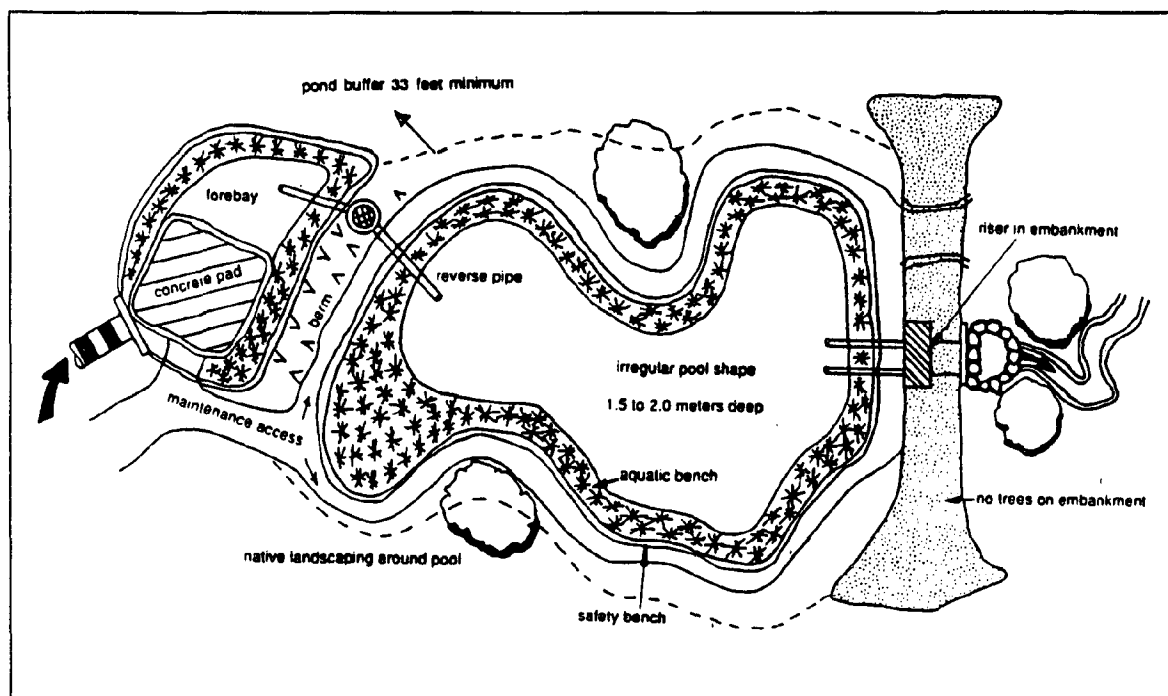 pond buffer 33 feet minimum
forebay
concrete pad
berm
reverse pipe
riser in embankment
irregular pool shape
1.5 to 2.0 meters deep
maintenance access
aquatic bench
no trees on embankment
native landscaping around pool
safety bench